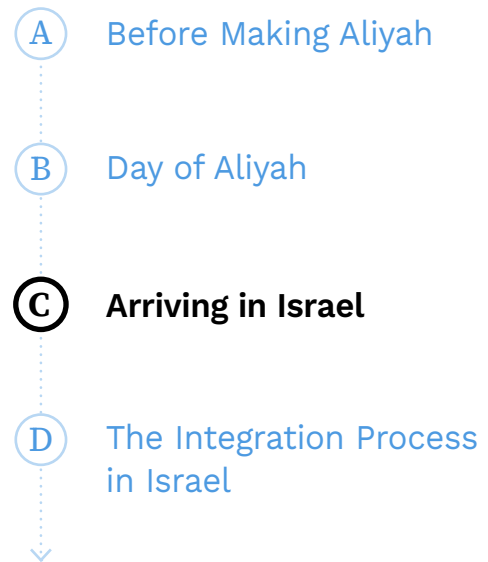 A Before Making Aliyah
B Day of Aliyah
C Arriving in Israel
D The Integration Process
in Israel